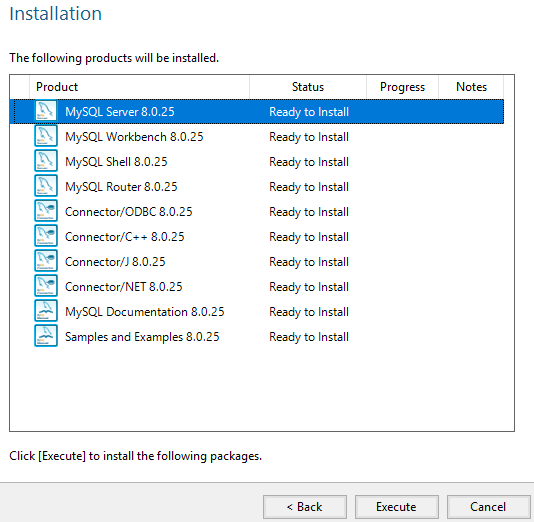 Installation
The following products will be installed.
Product Status Progress Notes
MySQL Server 8.0.25 Ready to Install
MySQL Workbench 8.0.25 Ready to Install
MySQL Shell 8.0.25 Ready to Install
MySQL Router 8.0.25 Ready to Install
Connector/ODBC 8.0.25 Ready to Install
Connector/C++ 8.0.25 Ready to Install
Connector/J 8.0.25 Ready to Install
Connector/NET 8.0.25 Ready to Install
MySQL Documentation 8.0.25 Ready to Install
Samples and Examples 8.0.25 Ready to Install
Click [Execute] to install the following packages.
< Back Execute Cancel